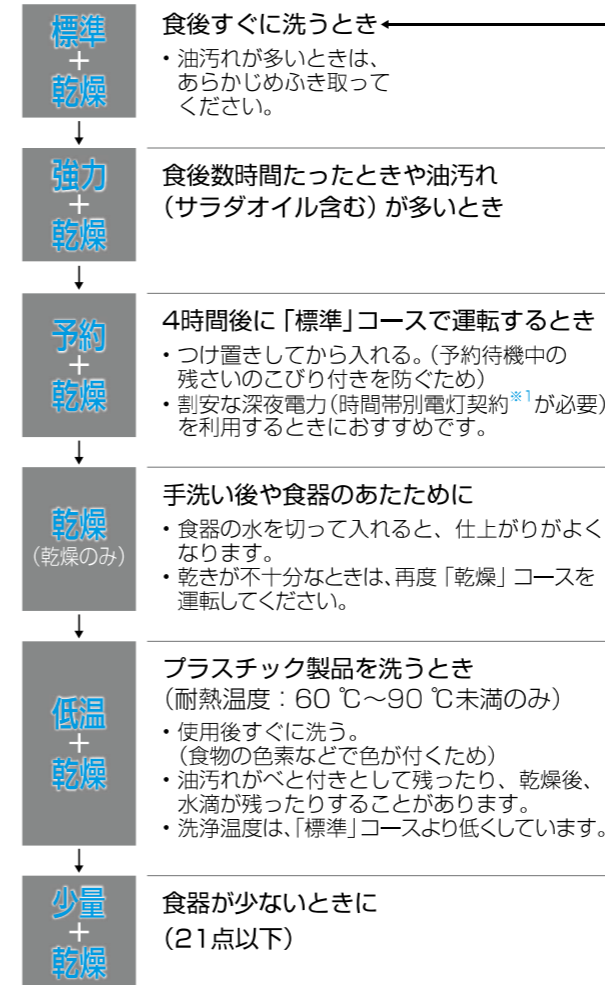 標準
+
乾燥
食後すぐに洗うとき
・油汚れが多いときは、
あらかじめふき取って
ください。
強力
+
乾燥
食後数時間たったときや油汚れ
(サラダオイル含む)が多いとき
予約
+
乾燥
4時間後に「標準」コースで運転するとき
・つけ置きしてから入れる。(予約待機中の
残さいのこびり付きを防ぐため)
・割安な深夜電力(時間帯別電灯契約※1が必要)
を利用するときにおすすめです。
乾燥
(乾燥のみ)
手洗い後や食器のあたために
・食器の水を切って入れると、仕上がりがよく
なります。
・乾きが不十分なときは、再度「乾燥」コースを
運転してください。
低温
+
乾燥
プラスチック製品を洗うとき
(耐熱温度:60℃〜90℃未満のみ)
・使用後すぐに洗う。
(食物の色素などで色が付くため)
・油汚れがべと付きとして残ったり、乾燥後、
水滴が残ったりすることがあります。
・洗浄温度は、「標準」コースより低くしています。
少量
+
乾燥
食器が少ないときに
(21点以下)